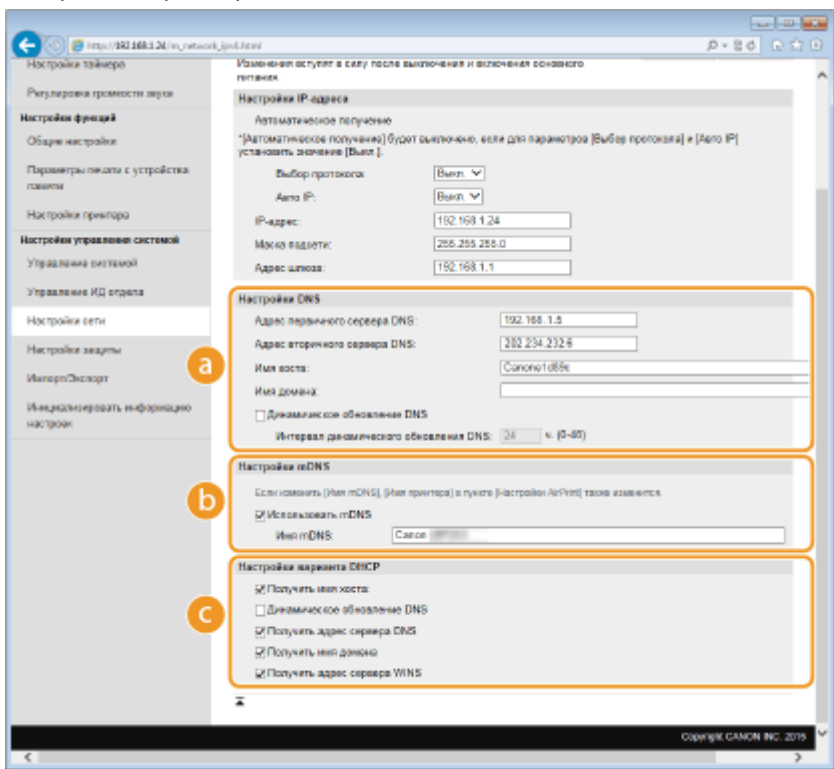 http://192.168.1.24/m_network_ipv4.html
Настройки таймера
Регулировка громкости звука
Настройки функций
Общие настройки
Параметры печати с устройства
памяти
Настройки принтера
Настройки управления системой
Управление системой
Управление ИД отдела
Настройки сети
Настройки защиты
Импорт/Экспорт
Инициализировать информацию
настроек
Изменения вступят в силу после выключения и включения основного
питания.
Настройки IP-адреса
Автоматическое получение
*[Автоматическое получение] будет выключено, если для параметров [Выбор протокола] и [Авто IP]
установить значение [Выкл.].
Выбор протокола: Выкл.
Авто IP: Выкл.
IP-адрес: 192.168.1.24
Маска подсети: 255.255.255.0
Адрес шлюза: 192.168.1.1
a
Настройки DNS
Адрес первичного сервера DNS: 192.168.1.5
Адрес вторичного сервера DNS: 202.234.232.6
Имя хоста: Canone1d89c
Имя домена:
Динамическое обновление DNS
Интервал динамического обновления DNS: 24 ч. (0-48)
b
Настройки mDNS
Если изменить [Имя mDNS], [Имя принтера] в пункте [Настройки AirPrint] также изменится.
Использовать mDNS
Имя mDNS: Canon
c
Настройки варианта DHCP
Получить имя хоста
Динамическое обновление DNS
Получить адрес сервера DNS
Получить имя домена
Получить адрес сервера WINS
Copyright CANON INC. 2015